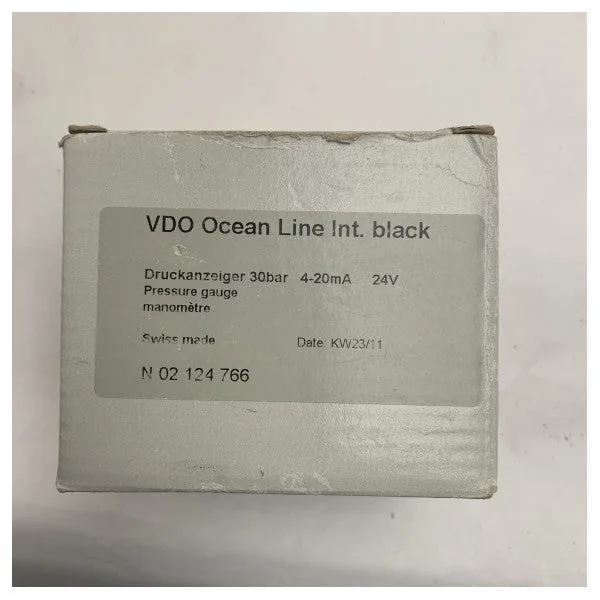 VDO Ocean Line Int. black
Druckanzeiger 30bar 4-20mA 24V
Pressure gauge
manomètre
Swiss made Date: KW23/11
N 02 124 766